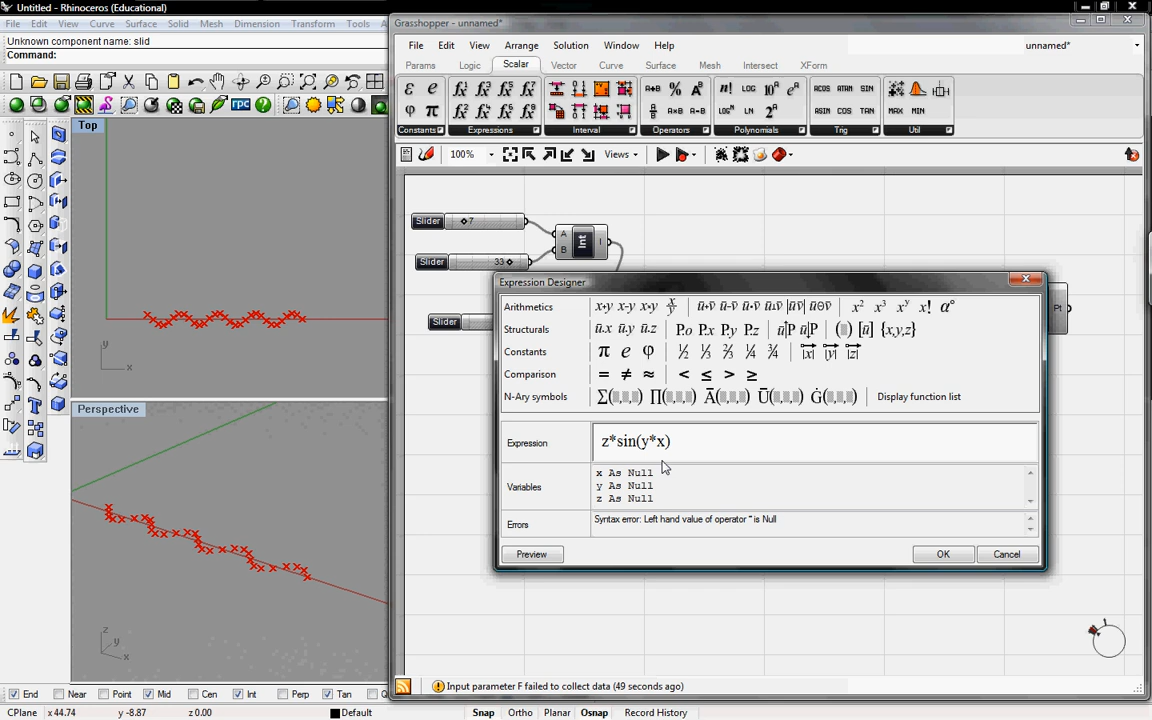 Untitled - Rhinoceros (Educational)
File Edit View Curve Surface Solid Mesh Dimension Transform Tools
Unknown component name: slid
Command:
Top
y
x
Perspective
z
y
x
End Near Point Mid Cen Int Perp Tan
CPlane x 44.74 y -8.87 z 0.00 Default Snap Ortho Planar Osnap Record History
Grasshopper - unnamed*
File Edit View Arrange Solution Window Help unnamed*
Params Logic Scalar Vector Curve Surface Mesh Intersect XForm
Constants Expressions Interval Operators Polynomials Trig Util
100% Views
Slider 7
A
B
Int
I
Slider 33
Slider
Pt
Expression Designer
Arithmetics
Structurals
Constants
Comparison = ≠ ≈ < ≤ > ≥
N-Ary symbols Display function list
Expression z*sin(y*x)
Variables
x As Null
y As Null
z As Null
Errors Syntax error: Left hand value of operator * is Null
Preview OK Cancel
Input parameter F failed to collect data (49 seconds ago)